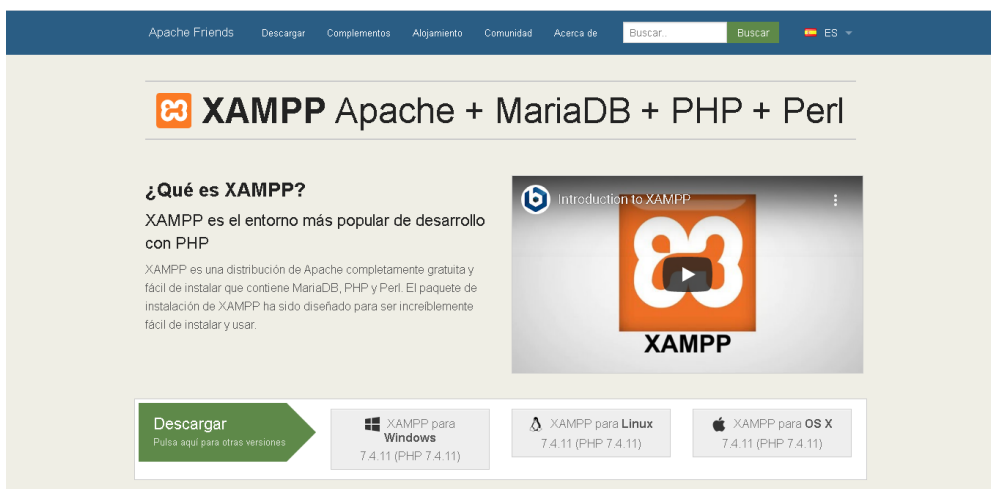 Apache Friends Descargar Complementos Alojamiento Comunidad Acerca de Buscar.. Buscar ES
XAMPP Apache + MariaDB + PHP + Perl
¿Qué es XAMPP?
XAMPP es el entorno más popular de desarrollo
con PHP
XAMPP es una distribución de Apache completamente gratuita y
fácil de instalar que contiene MariaDB, PHP y Perl. El paquete de
instalación de XAMPP ha sido diseñado para ser increíblemente
fácil de instalar y usar.
Introduction to XAMPP
XAMPP
Descargar
Pulsa aquí para otras versiones
XAMPP para
Windows
7.4.11 (PHP 7.4.11)
XAMPP para Linux
7.4.11 (PHP 7.4.11)
XAMPP para OS X
7.4.11 (PHP 7.4.11)